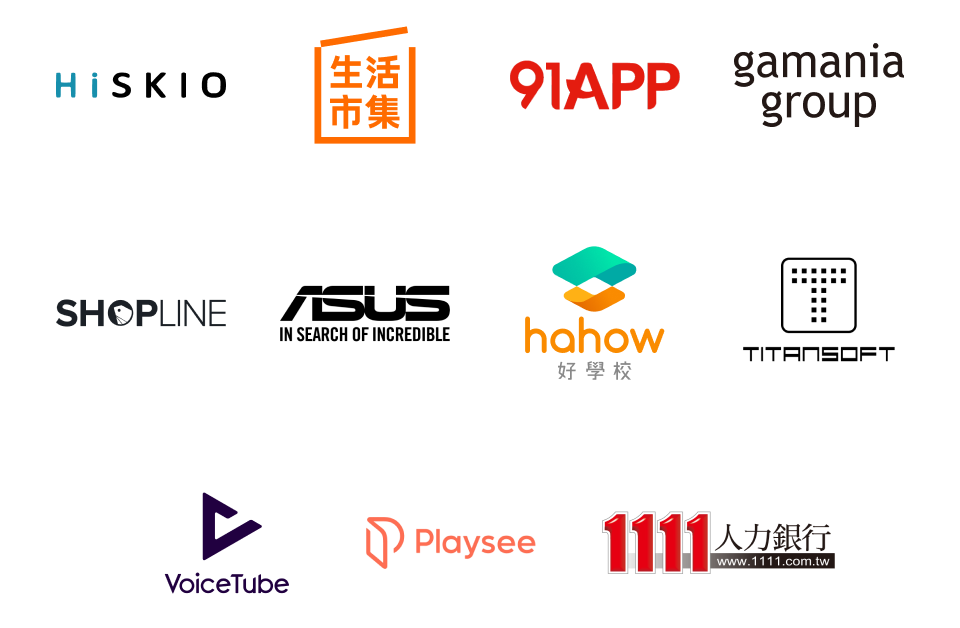 HiSKIO
生活
市集
91APP
gamania
group
SHOPLINE
ASUS
IN SEARCH OF INCREDIBLE
hahow
好學校
T
TITANSOFT
VoiceTube
Playsee
1111人力銀行
www.1111.com.tw